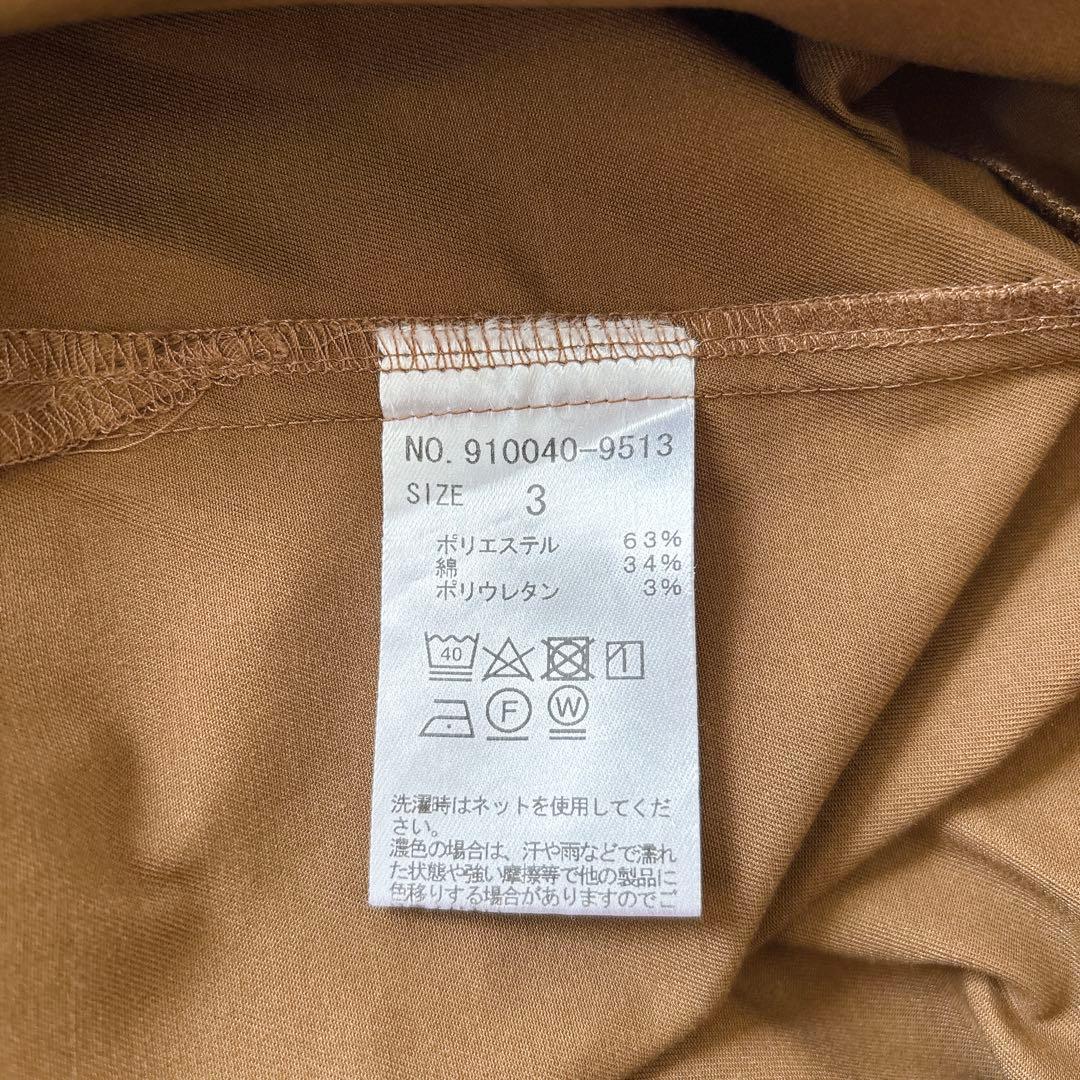 NO. 910040-9513
SIZE 3
ポリエステル 63%
綿 34%
ポリウレタン 3%
40
F W
洗濯時はネットを使用してくだ
さい。
濃色の場合は、汗や雨などで濡れ
た状態や強い摩擦等で他の製品に
色移りする場合がありますのでご